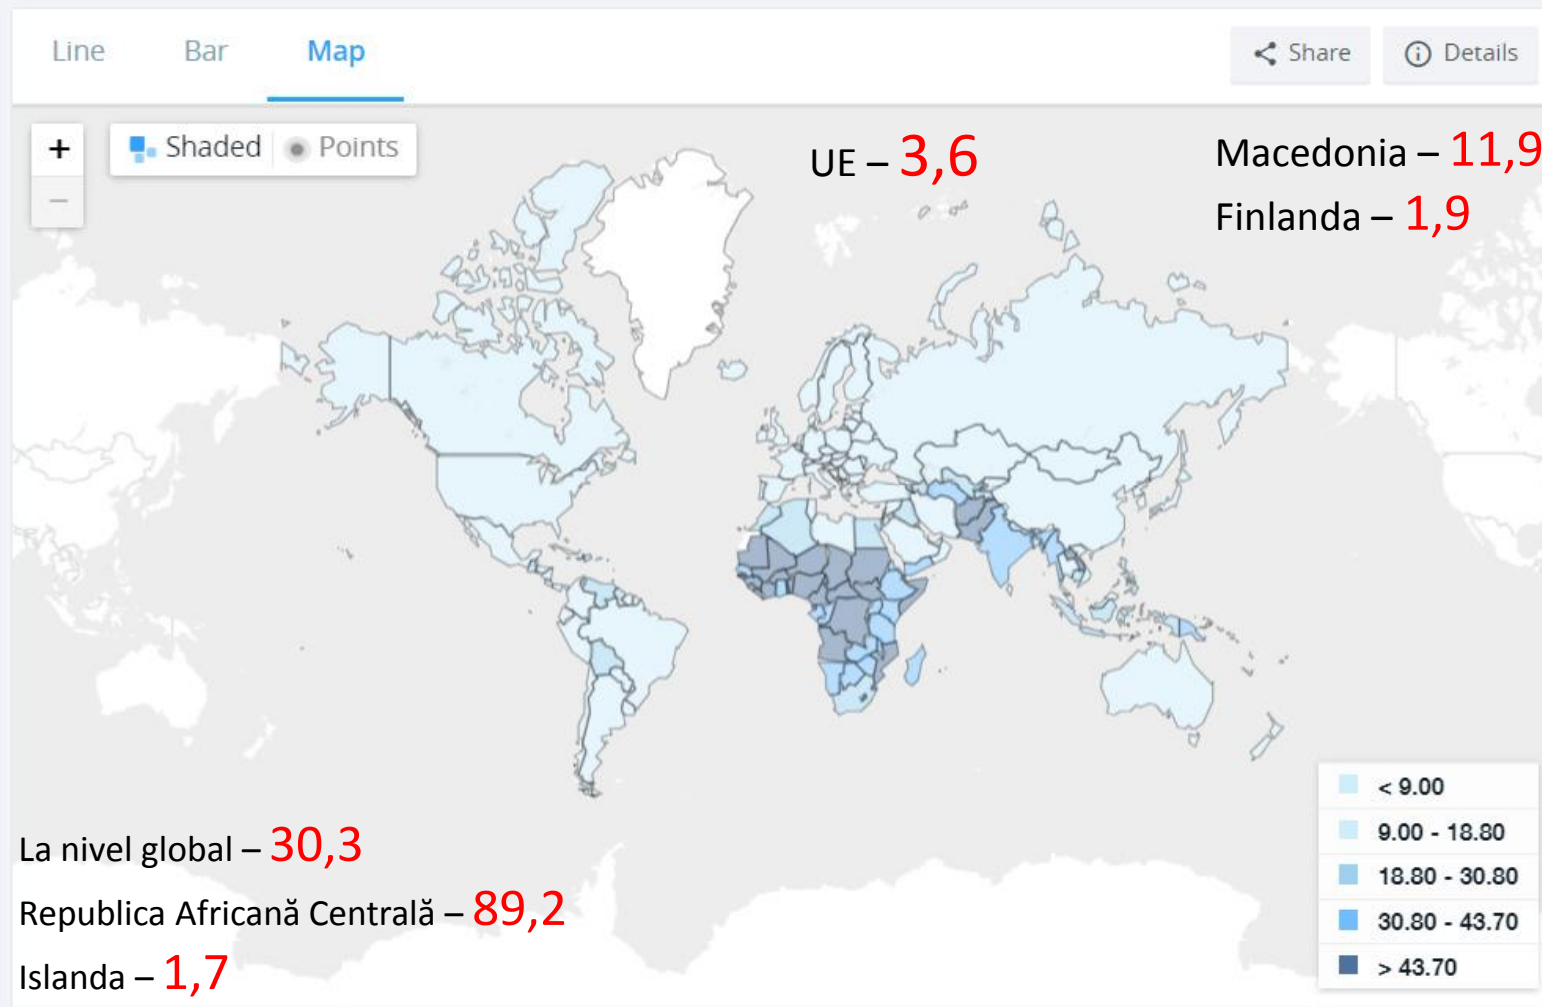 Line Bar Map Share Details
+ Shaded Points
−
UE – 3,6
Macedonia – 11,9
Finlanda – 1,9
La nivel global – 30,3
Republica Africană Centrală – 89,2
Islanda – 1,7
< 9.00
9.00 - 18.80
18.80 - 30.80
30.80 - 43.70
> 43.70